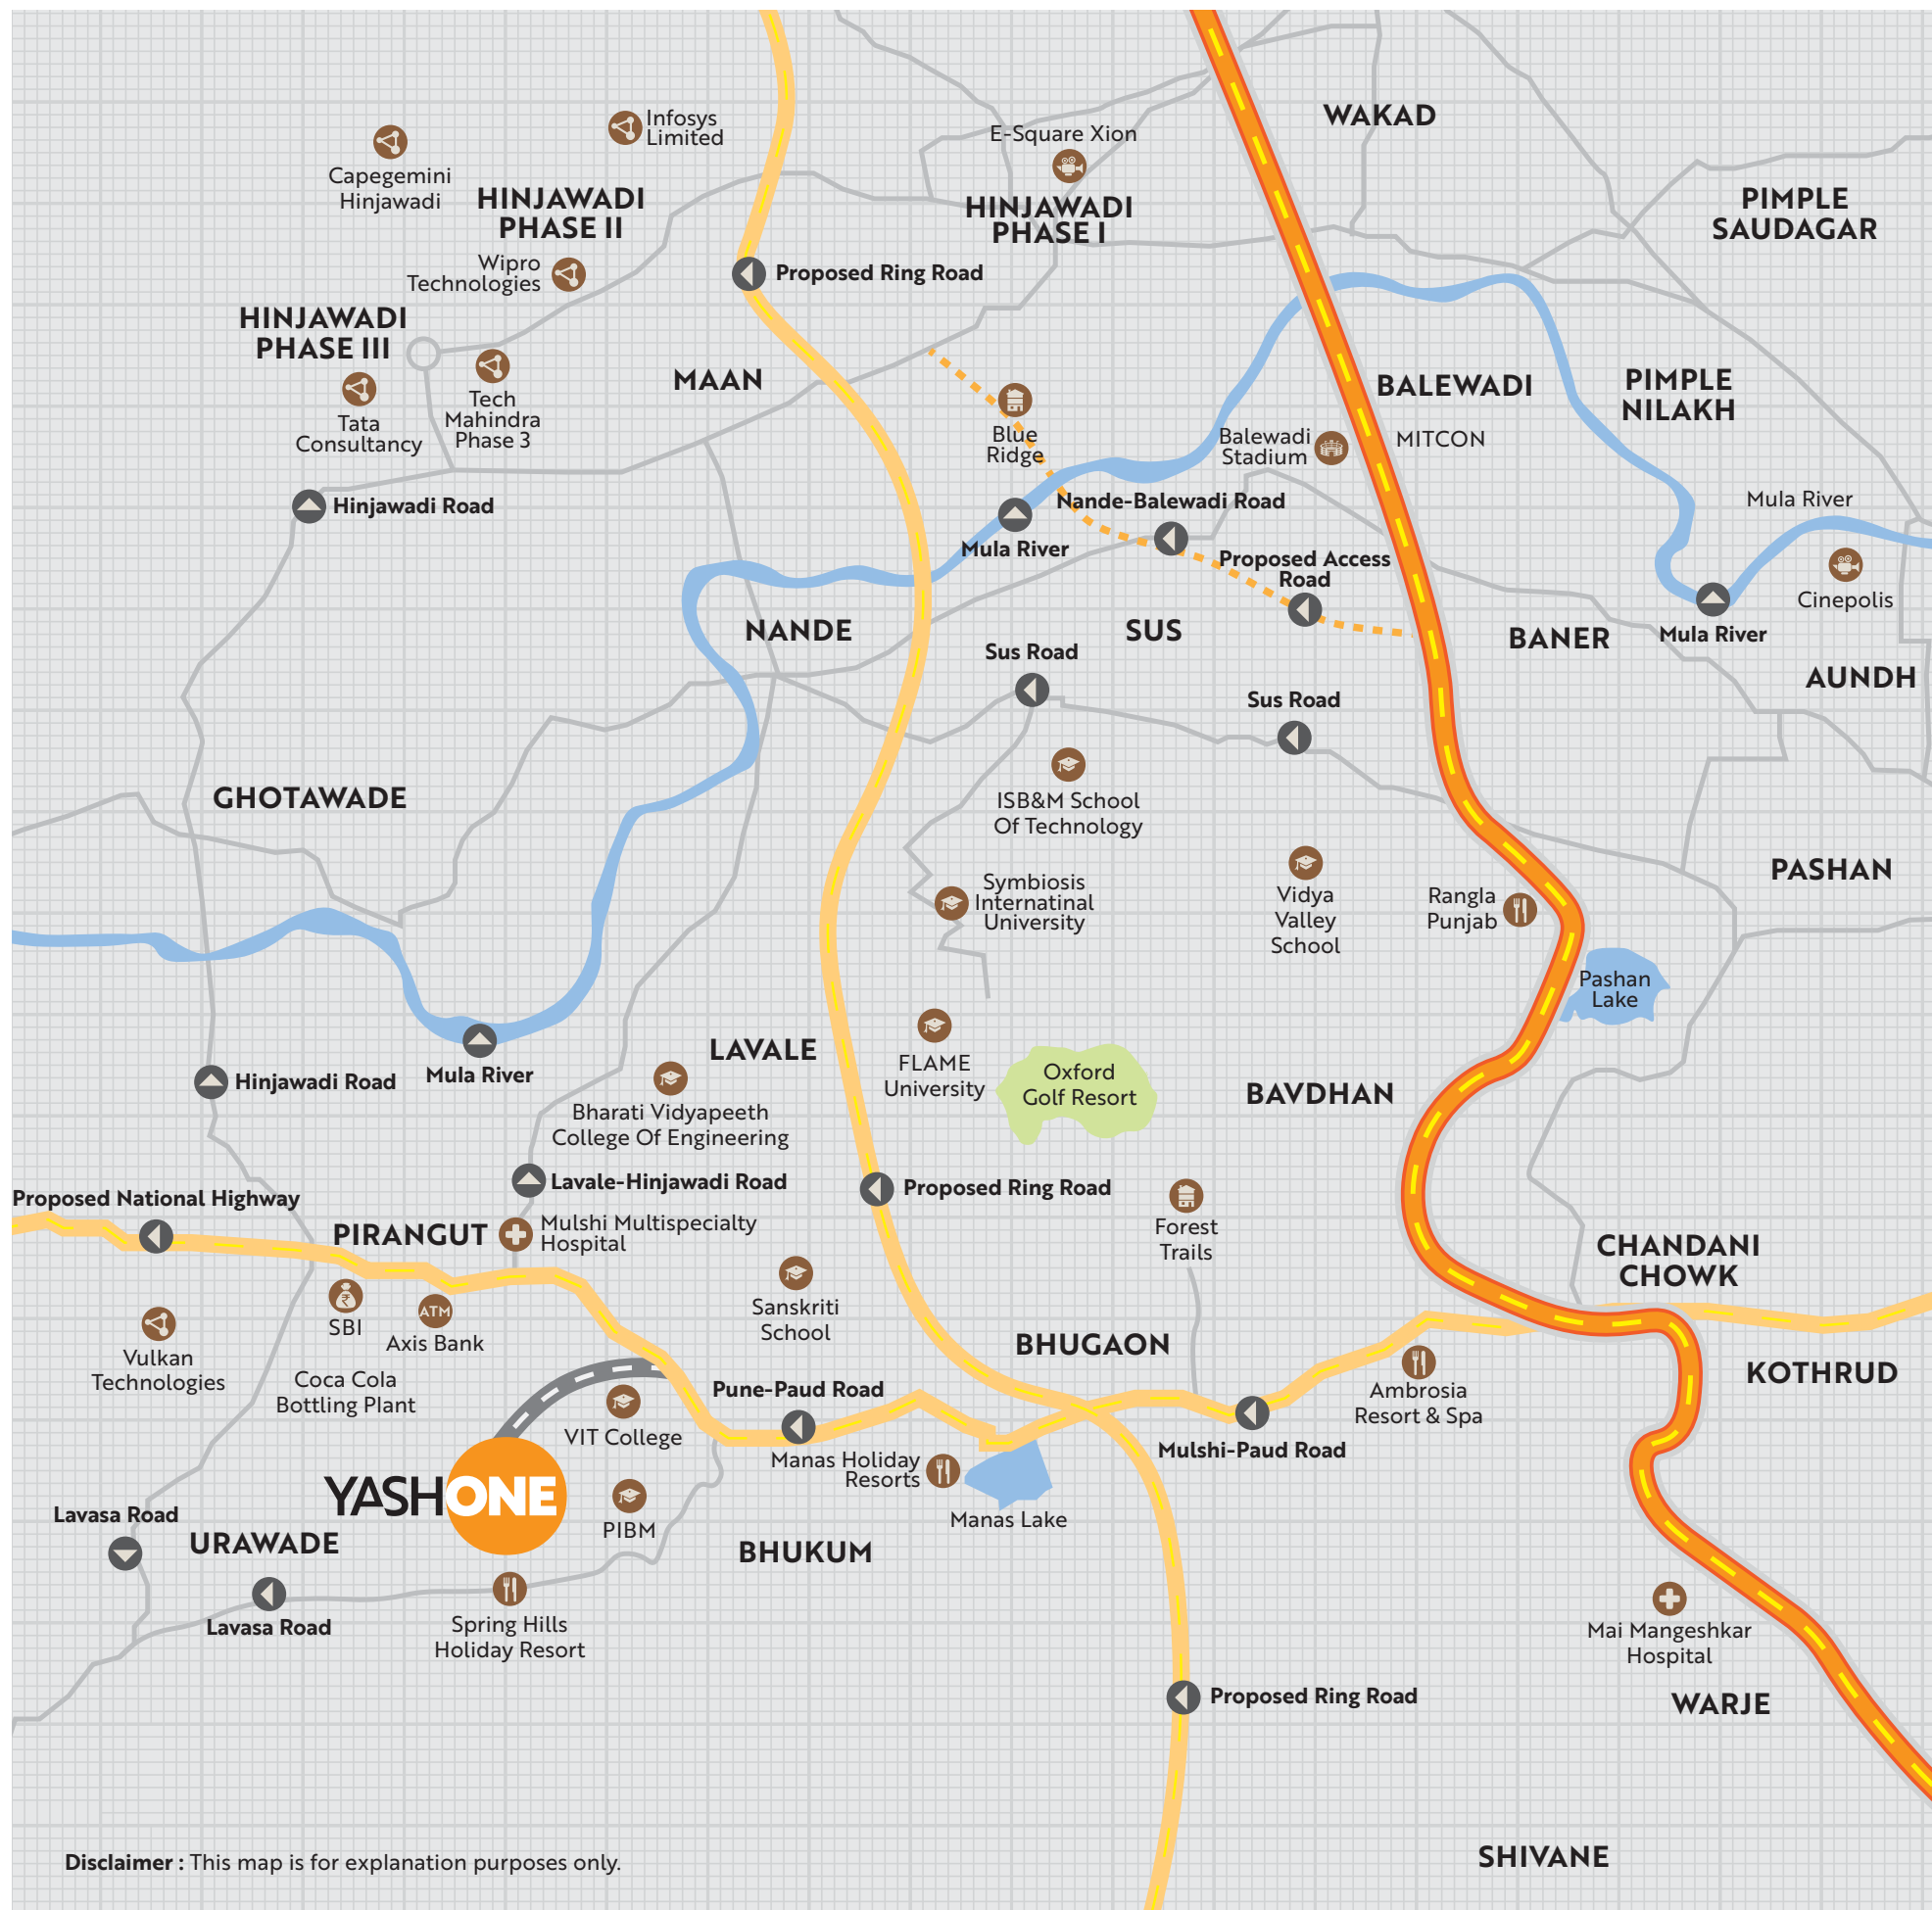 WAKAD
Infosys
Limited
E-Square Xion
Capegemini
Hinjawadi
HINJAWADI
PHASE II
HINJAWADI
PHASE I
PIMPLE
SAUDAGAR
Wipro
Technologies
Proposed Ring Road
HINJAWADI
PHASE III
MAAN
BALEWADI
PIMPLE
NILAKH
Tech
Mahindra
Phase 3
Tata
Consultancy
Blue
Ridge
Balewadi
Stadium
MITCON
Hinjawadi Road
Nande-Balewadi Road
Mula River
Mula River
Proposed Access
Road
Cinepolis
NANDE
SUS
BANER
Mula River
Sus Road
AUNDH
Sus Road
GHOTAWADE
ISB&M School
Of Technology
PASHAN
Symbiosis
Internatinal
University
Vidya
Valley
School
Rangla
Punjab
Pashan
Lake
LAVALE
FLAME
University
Oxford
Golf Resort
Hinjawadi Road
Mula River
BAVDHAN
Bharati Vidyapeeth
College Of Engineering
Lavale-Hinjawadi Road
Proposed Ring Road
Proposed National Highway
PIRANGUT
Mulshi Multispecialty
Hospital
Forest
Trails
CHANDANI
CHOWK
Sanskriti
School
SBI
ATM
Axis Bank
BHUGAON
Vulkan
Technologies
Coca Cola
Bottling Plant
Pune-Paud Road
Ambrosia
Resort & Spa
KOTHRUD
VIT College
Mulshi-Paud Road
Manas Holiday
Resorts
YASHONE
Lavasa Road
PIBM
Manas Lake
URAWADE
BHUKUM
Lavasa Road
Spring Hills
Holiday Resort
Mai Mangeshkar
Hospital
Proposed Ring Road
WARJE
SHIVANE
Disclaimer : This map is for explanation purposes only.